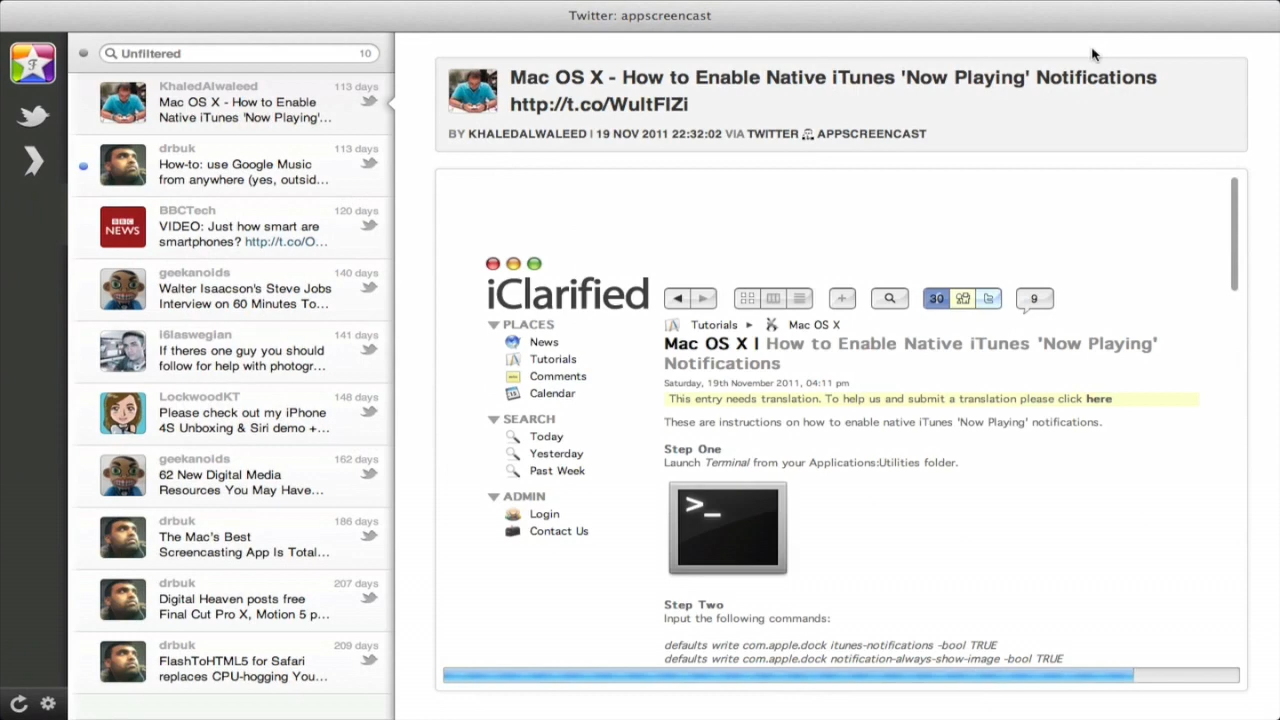 Twitter: appscreencast
Unfiltered 10
KhaledAlwaleed 113 days
Mac OS X - How to Enable
Native iTunes 'Now Playing'...
drbuk 113 days
How-to: use Google Music
from anywhere (yes, outsid...
BBCTech 120 days
BBC
NEWS
VIDEO: Just how smart are
smartphones? http://t.co/O...
geekanoids 140 days
Walter Isaacson's Steve Jobs
Interview on 60 Minutes To...
i6laswegian 141 days
If theres one guy you should
follow for help with photogr...
LockwoodKT 148 days
Please check out my iPhone
4S Unboxing & Siri demo +...
geekanoids 162 days
62 New Digital Media
Resources You May Have...
drbuk 186 days
The Mac's Best
Screencasting App Is Total...
drbuk 207 days
Digital Heaven posts free
Final Cut Pro X, Motion 5 p...
drbuk 209 days
FlashToHTML5 for Safari
replaces CPU-hogging You...
Mac OS X - How to Enable Native iTunes 'Now Playing' Notifications
http://t.co/WuItFIZi
BY KHALEDALWALEED | 19 NOV 2011 22:32:02 VIA TWITTER APPSCREENCAST
iClarified
30 9
PLACES
News
Tutorials
Comments
Calendar
SEARCH
Today
Yesterday
Past Week
ADMIN
Login
Contact Us
Tutorials ▸ Mac OS X
Mac OS X | How to Enable Native iTunes 'Now Playing'
Notifications
Saturday, 19th November 2011, 04:11 pm
This entry needs translation. To help us and submit a translation please click here
These are instructions on how to enable native iTunes 'Now Playing' notifications.
Step One
Launch Terminal from your Applications:Utilities folder.
>_
Step Two
Input the following commands:
defaults write com.apple.dock itunes-notifications -bool TRUE
defaults write com.apple.dock notification-always-show-image -bool TRUE